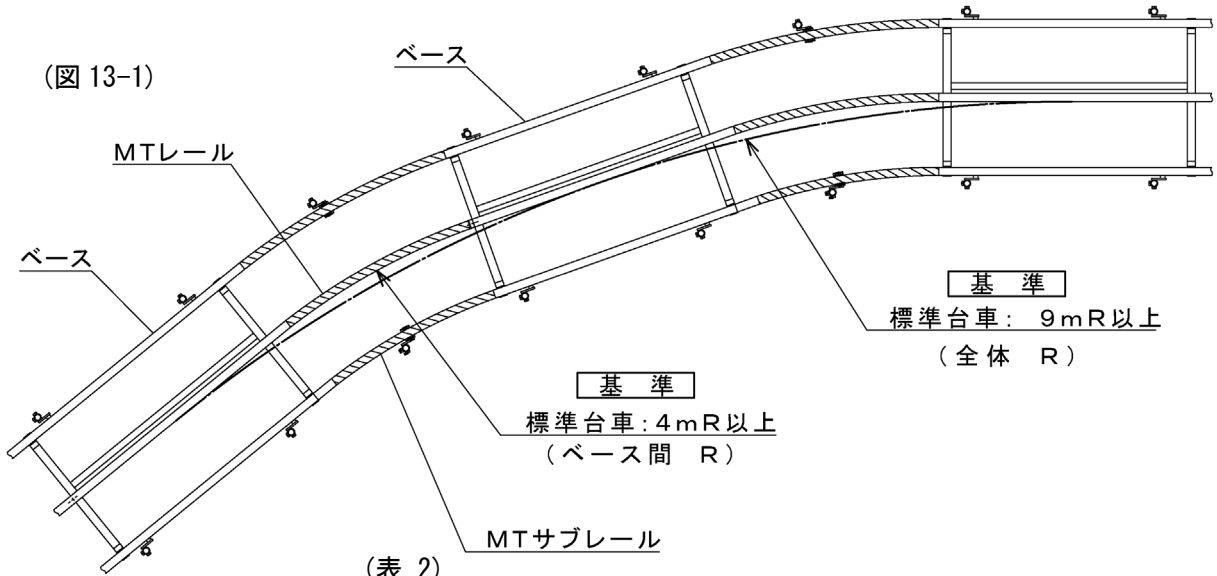 (図 13-1)
ベース
MTレール
ベース
基 準
標準台車： 9mR以上
(全体 R)
基 準
標準台車：4mR以上
(ベース間 R)
MTサブレール
(表 2)